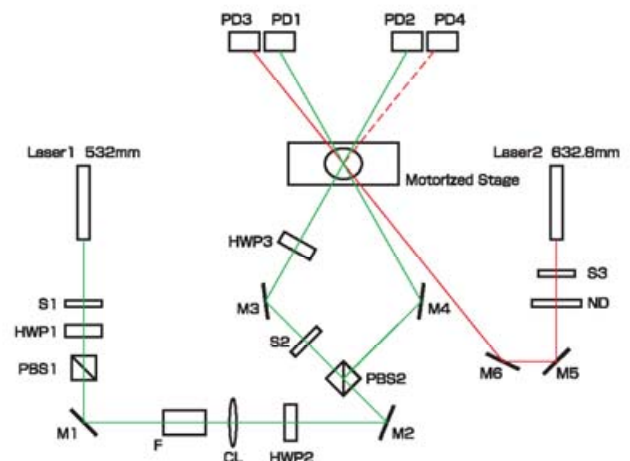 PD3 PD1 PD2 PD4
Laser1 532mm
Laser2 632.8mm
Motorized Stage
HWP3
S3
S1
M3
M4
ND
HWP1
S2
PBS1
PBS2
M6
M5
M1
F
CL
HWP2
M2